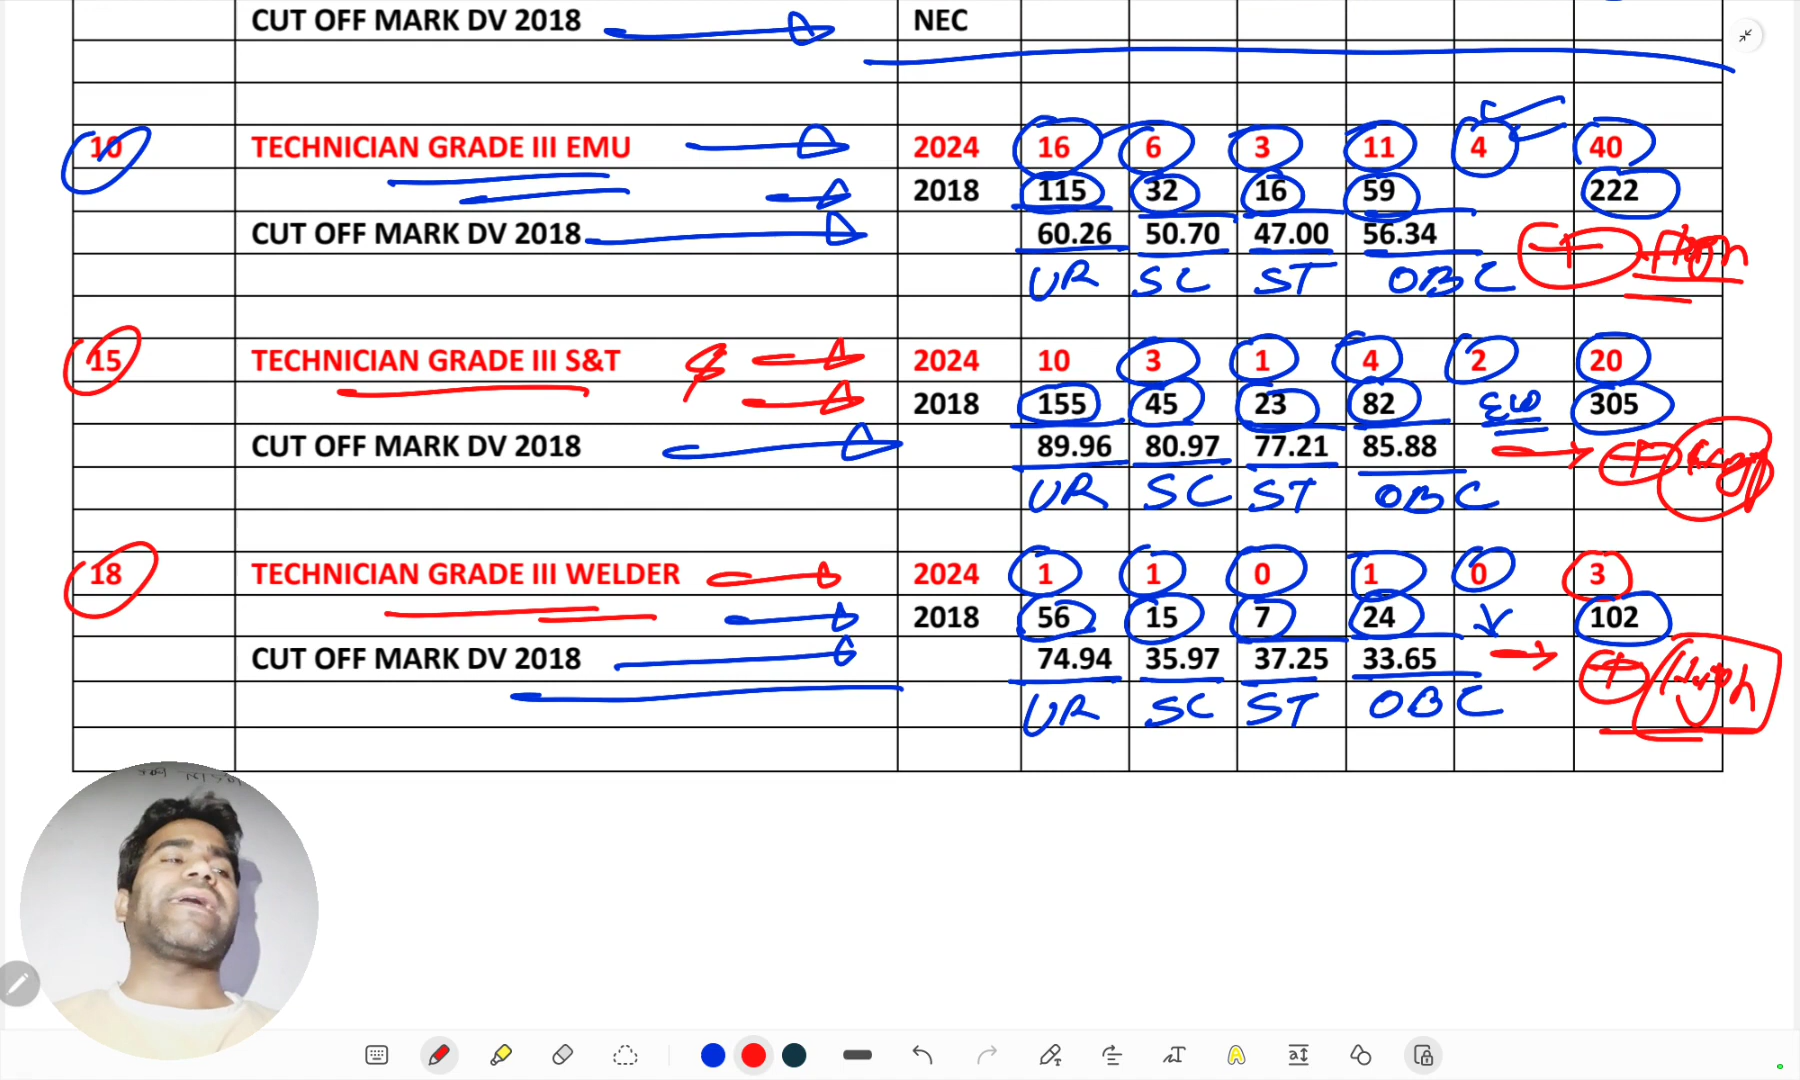 CUT OFF MARK DV 2018 NEC
10 TECHNICIAN GRADE III EMU 2024 16 6 3 11 4 40
2018 115 32 16 59 222
CUT OFF MARK DV 2018 60.26 50.70 47.00 56.34 + High
UR SC ST OBC
15 TECHNICIAN GRADE III S&T 2024 10 3 1 4 2 20
2018 155 45 23 82 305
CUT OFF MARK DV 2018 89.96 80.97 77.21 85.88 +
UR SC ST OBC
18 TECHNICIAN GRADE III WELDER 2024 1 1 0 1 0 3
2018 56 15 7 24 102
CUT OFF MARK DV 2018 74.94 35.97 37.25 33.65 + High
UR SC ST OBC